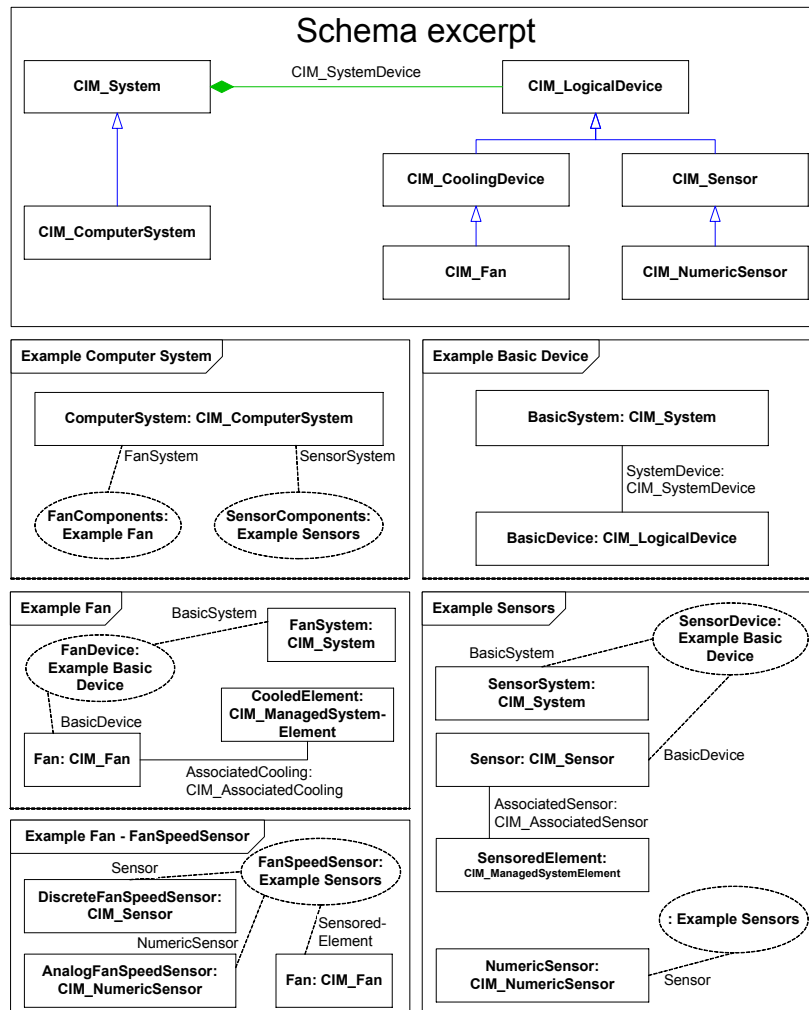 Schema excerpt
CIM_System
CIM_SystemDevice
CIM_LogicalDevice
CIM_CoolingDevice
CIM_Sensor
CIM_ComputerSystem
CIM_Fan
CIM_NumericSensor
Example Computer System
ComputerSystem: CIM_ComputerSystem
FanSystem
SensorSystem
FanComponents:
Example Fan
SensorComponents:
Example Sensors
Example Basic Device
BasicSystem: CIM_System
SystemDevice:
CIM_SystemDevice
BasicDevice: CIM_LogicalDevice
Example Fan
BasicSystem
FanSystem:
CIM_System
FanDevice:
Example Basic
Device
CooledElement:
CIM_ManagedSystem-
Element
BasicDevice
Fan: CIM_Fan
AssociatedCooling:
CIM_AssociatedCooling
Example Sensors
SensorDevice:
Example Basic
Device
BasicSystem
SensorSystem:
CIM_System
Sensor: CIM_Sensor
BasicDevice
AssociatedSensor:
CIM_AssociatedSensor
SensoredElement:
CIM_ManagedSystemElement
: Example Sensors
NumericSensor:
CIM_NumericSensor
Sensor
Example Fan - FanSpeedSensor
Sensor
FanSpeedSensor:
Example Sensors
DiscreteFanSpeedSensor:
CIM_Sensor
Sensored-
Element
NumericSensor
AnalogFanSpeedSensor:
CIM_NumericSensor
Fan: CIM_Fan